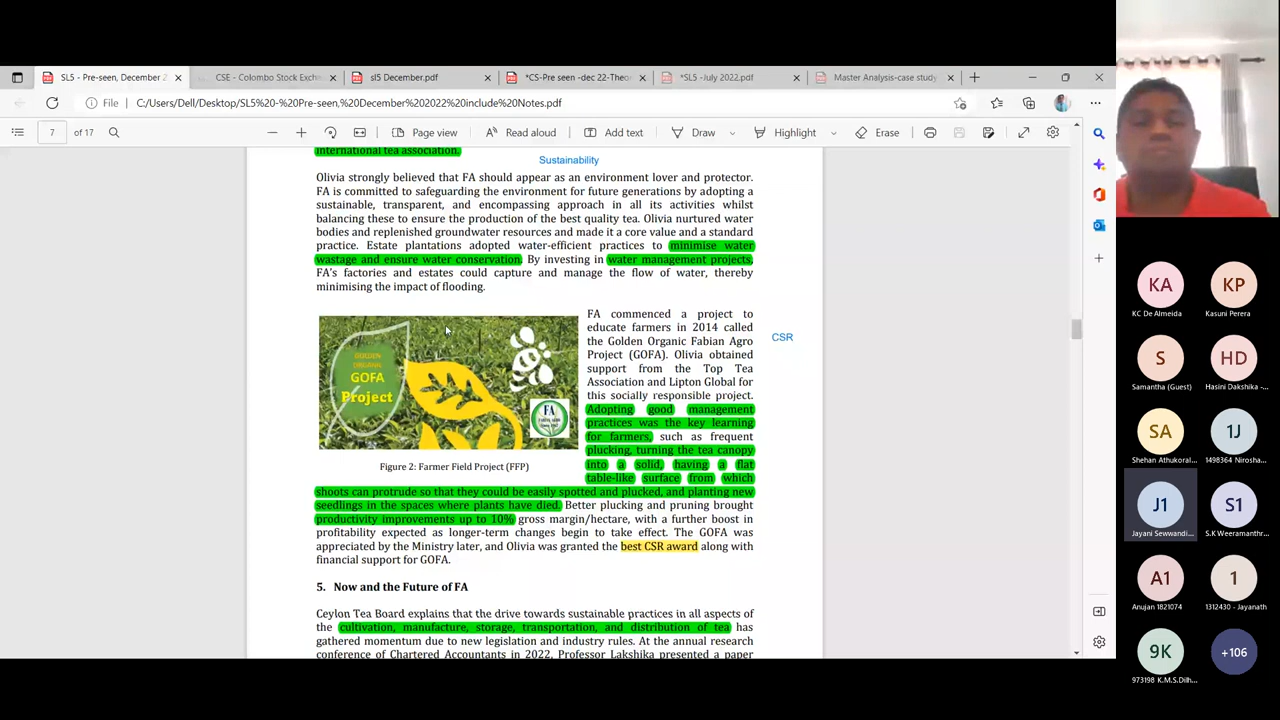 SL5 - Pre-seen, December 2
CSE - Colombo Stock Exch
sl5 December.pdf
*CS-Pre seen -dec 22-Theo
*SL5 -July 2022.pdf
Master Analysis-case study
File
C:/Users/Dell/Desktop/SL5%20-%20Pre-seen,%20December%202022%20include%20Notes.pdf
7 of 17
Page view
Read aloud
Add text
Draw
Highlight
Erase
international tea association.
Sustainability
Olivia strongly believed that FA should appear as an environment lover and protector.
FA is committed to safeguarding the environment for future generations by adopting a
sustainable, transparent, and encompassing approach in all its activities whilst
balancing these to ensure the production of the best quality tea. Olivia nurtured water
bodies and replenished groundwater resources and made it a core value and a standard
practice. Estate plantations adopted water-efficient practices to minimise water
wastage and ensure water conservation. By investing in water management projects,
FA's factories and estates could capture and manage the flow of water, thereby
minimising the impact of flooding.
GOLDEN
ORGANIC
GOFA
Project
FA
Figure 2: Farmer Field Project (FFP)
FA commenced a project to
educate farmers in 2014 called
the Golden Organic Fabian Agro
Project (GOFA). Olivia obtained
support from the Top Tea
Association and Lipton Global for
this socially responsible project.
Adopting good management
practices was the key learning
for farmers, such as frequent
plucking, turning the tea canopy
into a solid, having a flat
table-like surface from which
shoots can protrude so that they could be easily spotted and plucked, and planting new
seedlings in the spaces where plants have died. Better plucking and pruning brought
productivity improvements up to 10% gross margin/hectare, with a further boost in
profitability expected as longer-term changes begin to take effect. The GOFA was
appreciated by the Ministry later, and Olivia was granted the best CSR award along with
financial support for GOFA.
CSR
5. Now and the Future of FA
Ceylon Tea Board explains that the drive towards sustainable practices in all aspects of
the cultivation, manufacture, storage, transportation, and distribution of tea has
gathered momentum due to new legislation and industry rules. At the annual research
conference of Chartered Accountants in 2022, Professor Lakshika presented a paper
KA
KC De Almeida
KP
Kasuni Perera
S
Samantha (Guest)
HD
Hasini Dakshika -...
SA
Shehan Athukoral...
1J
1498364 Nirosha...
J1
Jayani Sewwandi...
S1
S.K Weeramanthr...
A1
Anujan 1821074
1
1312430 - Jayanath
9K
973198 K.M.S.Dilh...
+106